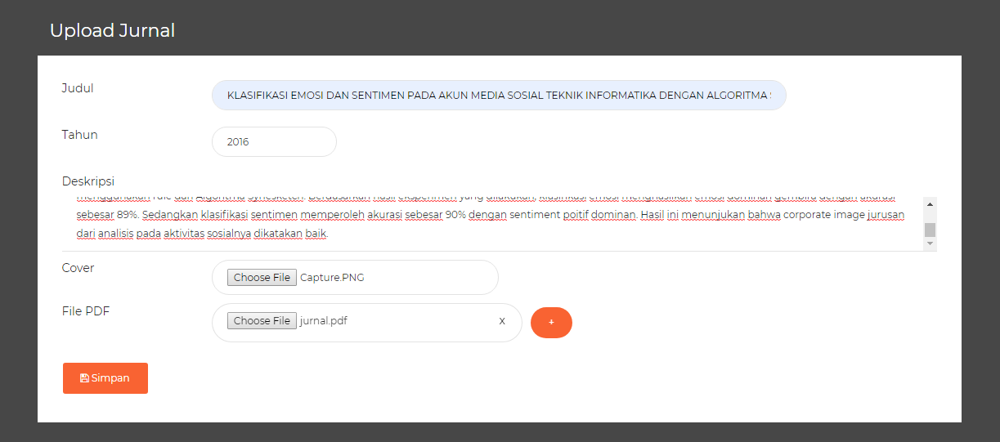 Upload Jurnal
Judul
KLASIFIKASI EMOSI DAN SENTIMEN PADA AKUN MEDIA SOSIAL TEKNIK INFORMATIKA DENGAN ALGORITMA
Tahun
2016
Deskripsi
menggunakan rule dan Algoritma Synesketch. Berdasarkan hasil eksperimen yang dilakukan, klasifikasi emosi menghasilkan emosi dominan gembira dengan akurasi
sebesar 89%. Sedangkan klasifikasi sentimen memperoleh akurasi sebesar 90% dengan sentiment poitif dominan. Hasil ini menunjukan bahwa corporate image jurusan
dari analisis pada aktivitas sosialnya dikatakan baik.
Cover
Choose File Capture.PNG
File PDF
Choose File jurnal.pdf X
+
Simpan